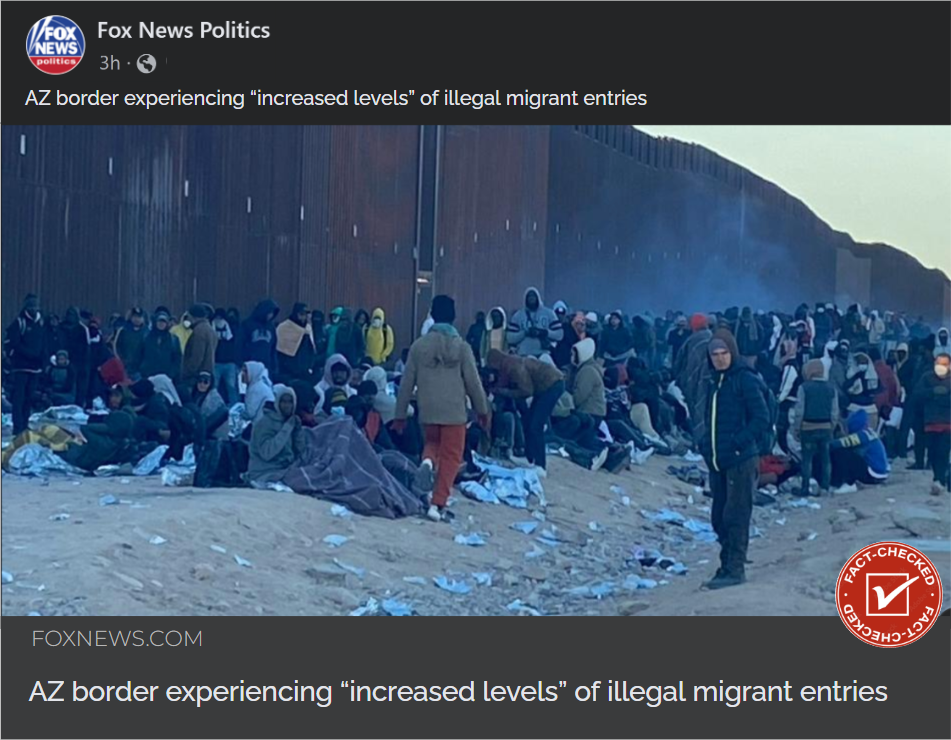 FOX
NEWS
politics
Fox News Politics
3h ·
AZ border experiencing “increased levels” of illegal migrant entries
FACT-CHECKED
FACT-CHECKED
FOXNEWS.COM
AZ border experiencing “increased levels” of illegal migrant entries